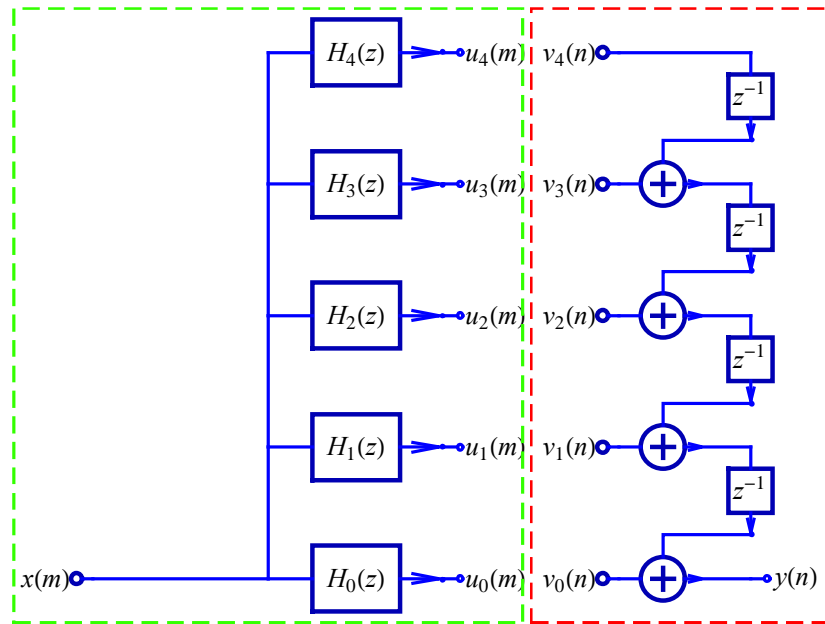 H₄(z) u₄(m) v₄(n)
z⁻¹
H₃(z) u₃(m) v₃(n)
z⁻¹
H₂(z) u₂(m) v₂(n)
z⁻¹
H₁(z) u₁(m) v₁(n)
z⁻¹
x(m) H₀(z) u₀(m) v₀(n) y(n)